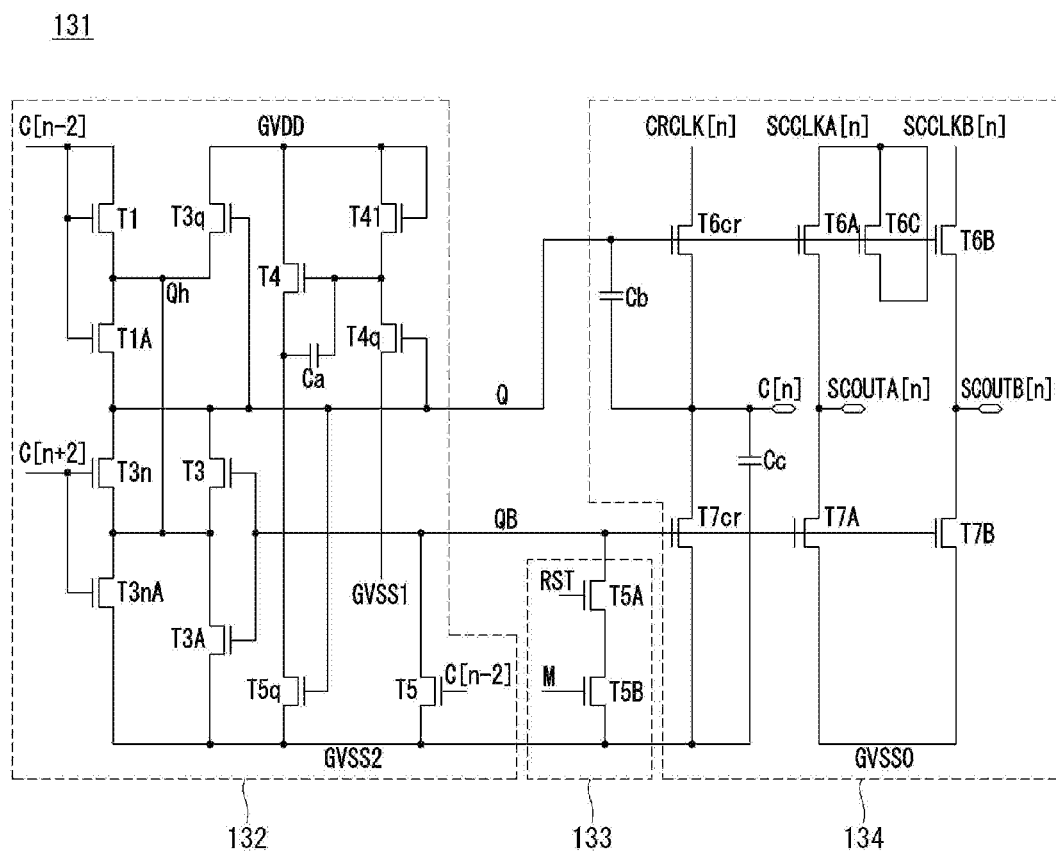 131
C[n-2]
GVDD
CRCLK[n]
SCCLKA[n]
SCCLKB[n]
T1
T3q
T41
T6cr
T6A
T6C
T6B
Qh
T4
Cb
T1A
T4q
Ca
Q
C[n]
SCOUTA[n]
SCOUTB[n]
C[n+2]
T3n
T3
Cc
QB
T7cr
T7A
T7B
T3nA
GVSS1
RST
T5A
T3A
T5q
T5
C[n-2]
M
T5B
GVSS2
GVSS0
132
133
134